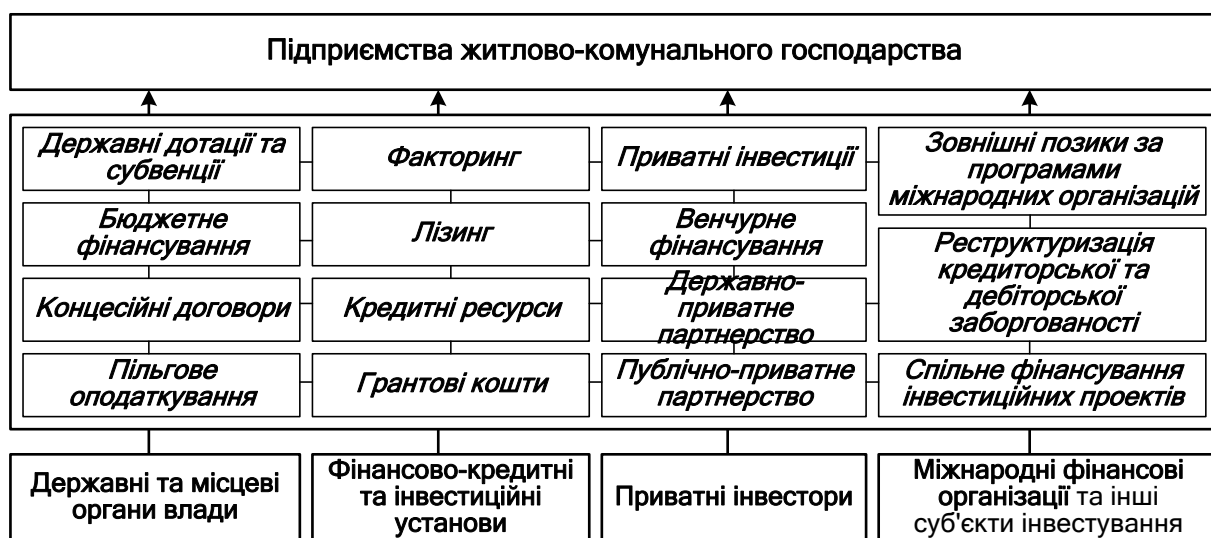 Підприємства житлово-комунального господарства
Державні дотації та
субвенції
Факторинг
Приватні інвестиції
Зовнішні позики за
програмами
міжнародних організацій
Бюджетне
фінансування
Лізинг
Венчурне
фінансування
Реструктуризація
кредиторської та
дебіторської
заборгованості
Концесійні договори
Кредитні ресурси
Державно-
приватне
партнерство
Пільгове
оподаткування
Грантові кошти
Публічно-приватне
партнерство
Спільне фінансування
інвестиційних проектів
Державні та місцеві
органи влади
Фінансово-кредитні
та інвестиційні
установи
Приватні інвестори
Міжнародні фінансові
організації та інші
суб'єкти інвестування